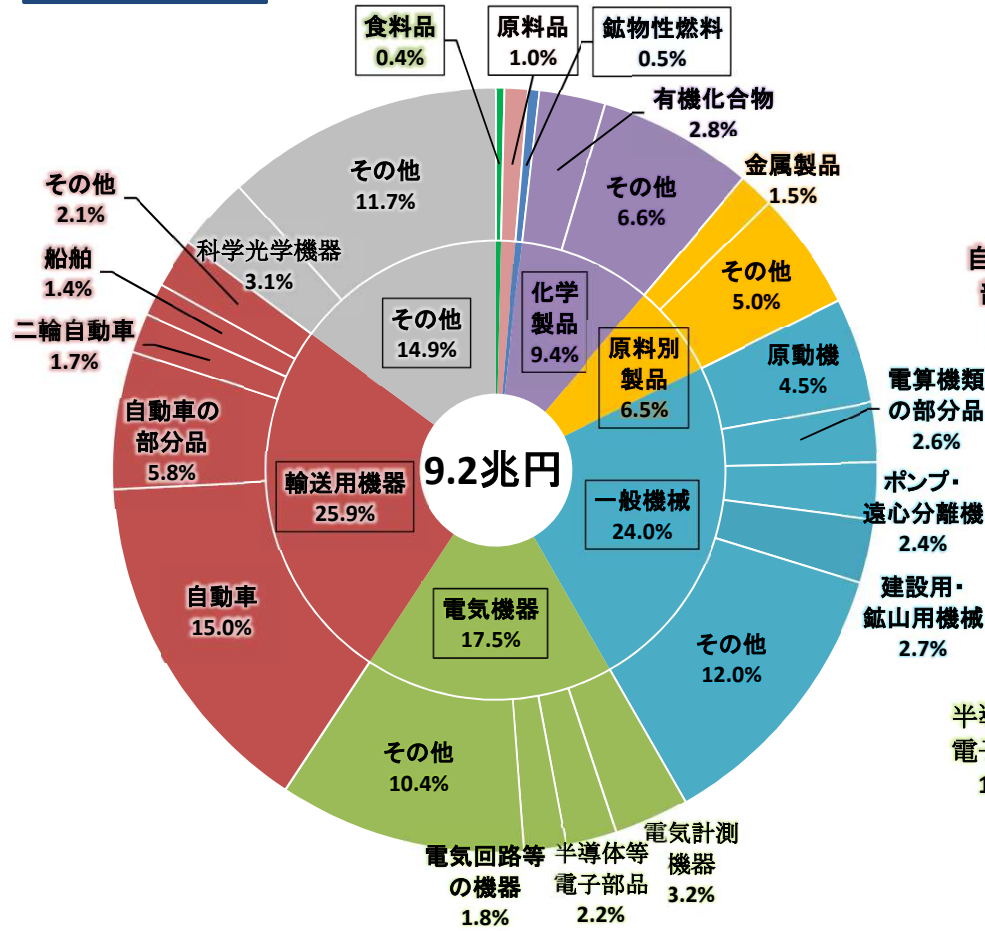 食料品
0.4%
原料品
1.0%
鉱物性燃料
0.5%
有機化合物
2.8%
その他
6.6%
化学
製品
9.4%
金属製品
1.5%
その他
5.0%
原料別
製品
6.5%
原動機
4.5%
電算機類
の部分品
2.6%
ポンプ・
遠心分離機
2.4%
建設用・
鉱山用機械
2.7%
その他
12.0%
一般機械
24.0%
電気計測
機器
3.2%
半導体等
電子部品
2.2%
電気回路等
の機器
1.8%
その他
10.4%
電気機器
17.5%
自動車
15.0%
自動車の
部分品
5.8%
二輪自動車
1.7%
船舶
1.4%
その他
2.1%
輸送用機器
25.9%
科学光学機器
3.1%
その他
11.7%
その他
14.9%
9.2兆円
半